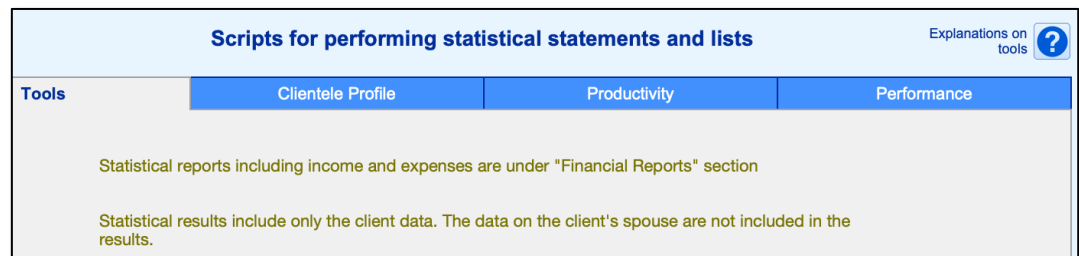 Scripts for performing statistical statements and lists
Explanations on
tools
?
Tools
Clientele Profile
Productivity
Performance
Statistical reports including income and expenses are under "Financial Reports" section
Statistical results include only the client data. The data on the client's spouse are not included in the
results.